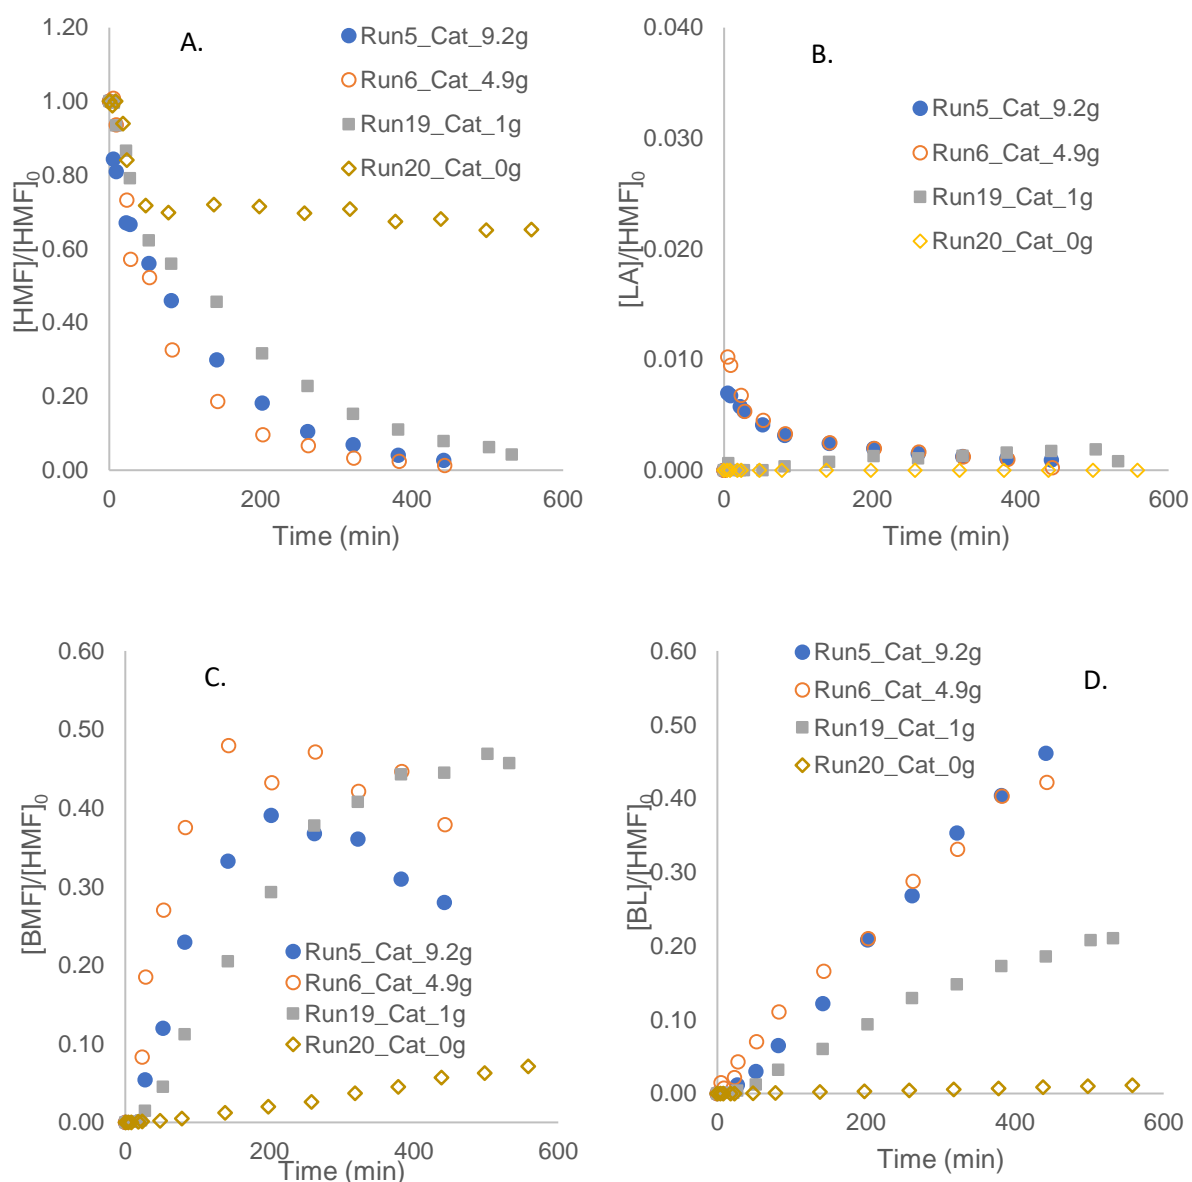 1.20
1.00
0.80
0.60
0.40
0.20
0.00
[HMF]/[HMF]0
A.
Run5_Cat_9.2g
Run6_Cat_4.9g
Run19_Cat_1g
Run20_Cat_0g
0
200
400
600
Time (min)
0.040
0.030
0.020
0.010
0.000
[LA]/[HMF]0
B.
Run5_Cat_9.2g
Run6_Cat_4.9g
Run19_Cat_1g
Run20_Cat_0g
0
200
400
600
Time (min)
0.60
0.50
0.40
0.30
0.20
0.10
0.00
[BMF]/[HMF]0
C.
Run5_Cat_9.2g
Run6_Cat_4.9g
Run19_Cat_1g
Run20_Cat_0g
0
200
400
600
Time (min)
0.60
0.50
0.40
0.30
0.20
0.10
0.00
[BL]/[HMF]0
Run5_Cat_9.2g
Run6_Cat_4.9g
Run19_Cat_1g
Run20_Cat_0g
D.
0
200
400
600
Time (min)